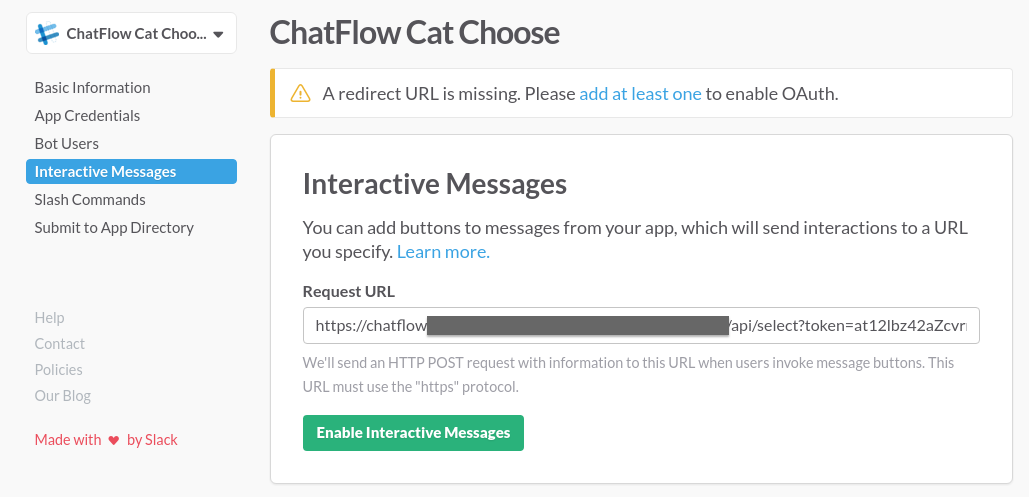 ChatFlow Cat Choo...
Basic Information
App Credentials
Bot Users
Interactive Messages
Slash Commands
Submit to App Directory
Help
Contact
Policies
Our Blog
Made with ❤ by Slack
ChatFlow Cat Choose
A redirect URL is missing. Please add at least one to enable OAuth.
Interactive Messages
You can add buttons to messages from your app, which will send interactions to a URL
you specify. Learn more.
Request URL
https://chatflow /api/select?token=at12lbz42aZcvr
We'll send an HTTP POST request with information to this URL when users invoke message buttons. This
URL must use the "https" protocol.
Enable Interactive Messages